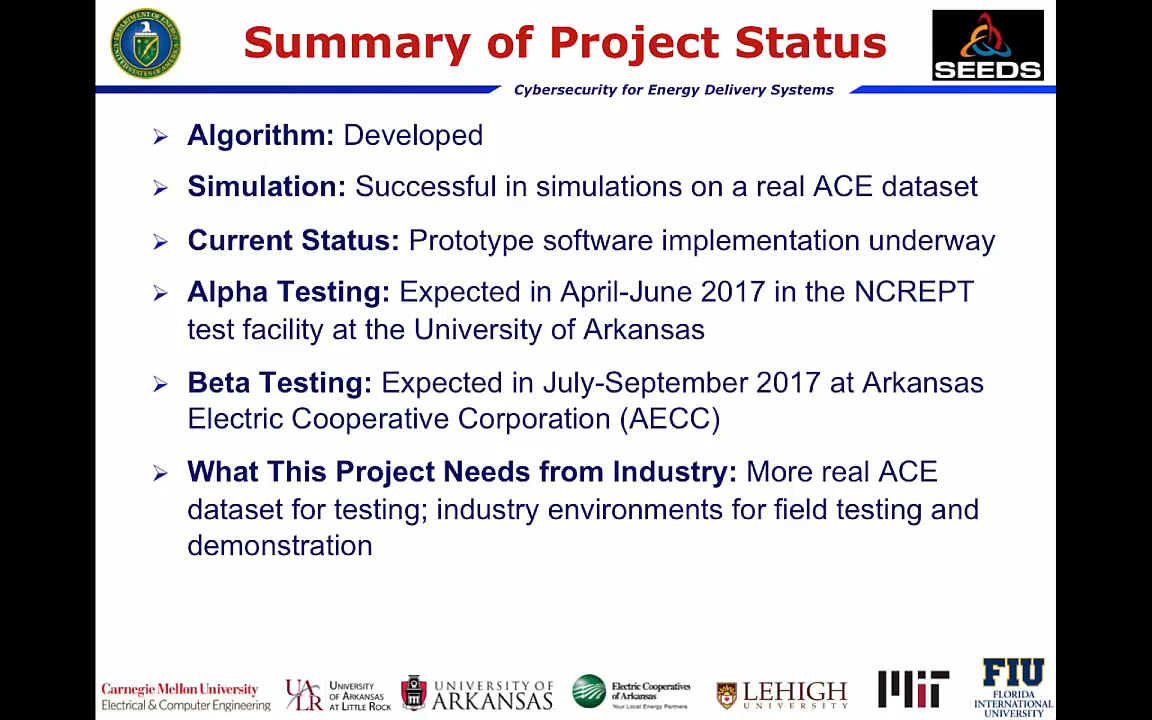 Summary of Project Status
SEEDS
Cybersecurity for Energy Delivery Systems
Algorithm: Developed
Simulation: Successful in simulations on a real ACE dataset
Current Status: Prototype software implementation underway
Alpha Testing: Expected in April-June 2017 in the NCREPT
test facility at the University of Arkansas
Beta Testing: Expected in July-September 2017 at Arkansas
Electric Cooperative Corporation (AECC)
What This Project Needs from Industry: More real ACE
dataset for testing; industry environments for field testing and
demonstration
Carnegie Mellon University
Electrical & Computer Engineering
UALR
UNIVERSITY
OF ARKANSAS
AT LITTLE ROCK
UNIVERSITY OF
ARKANSAS
Electric Cooperatives
of Arkansas
Your Local Energy Partners
LEHIGH
UNIVERSITY
MIT
FIU
FLORIDA
INTERNATIONAL
UNIVERSITY